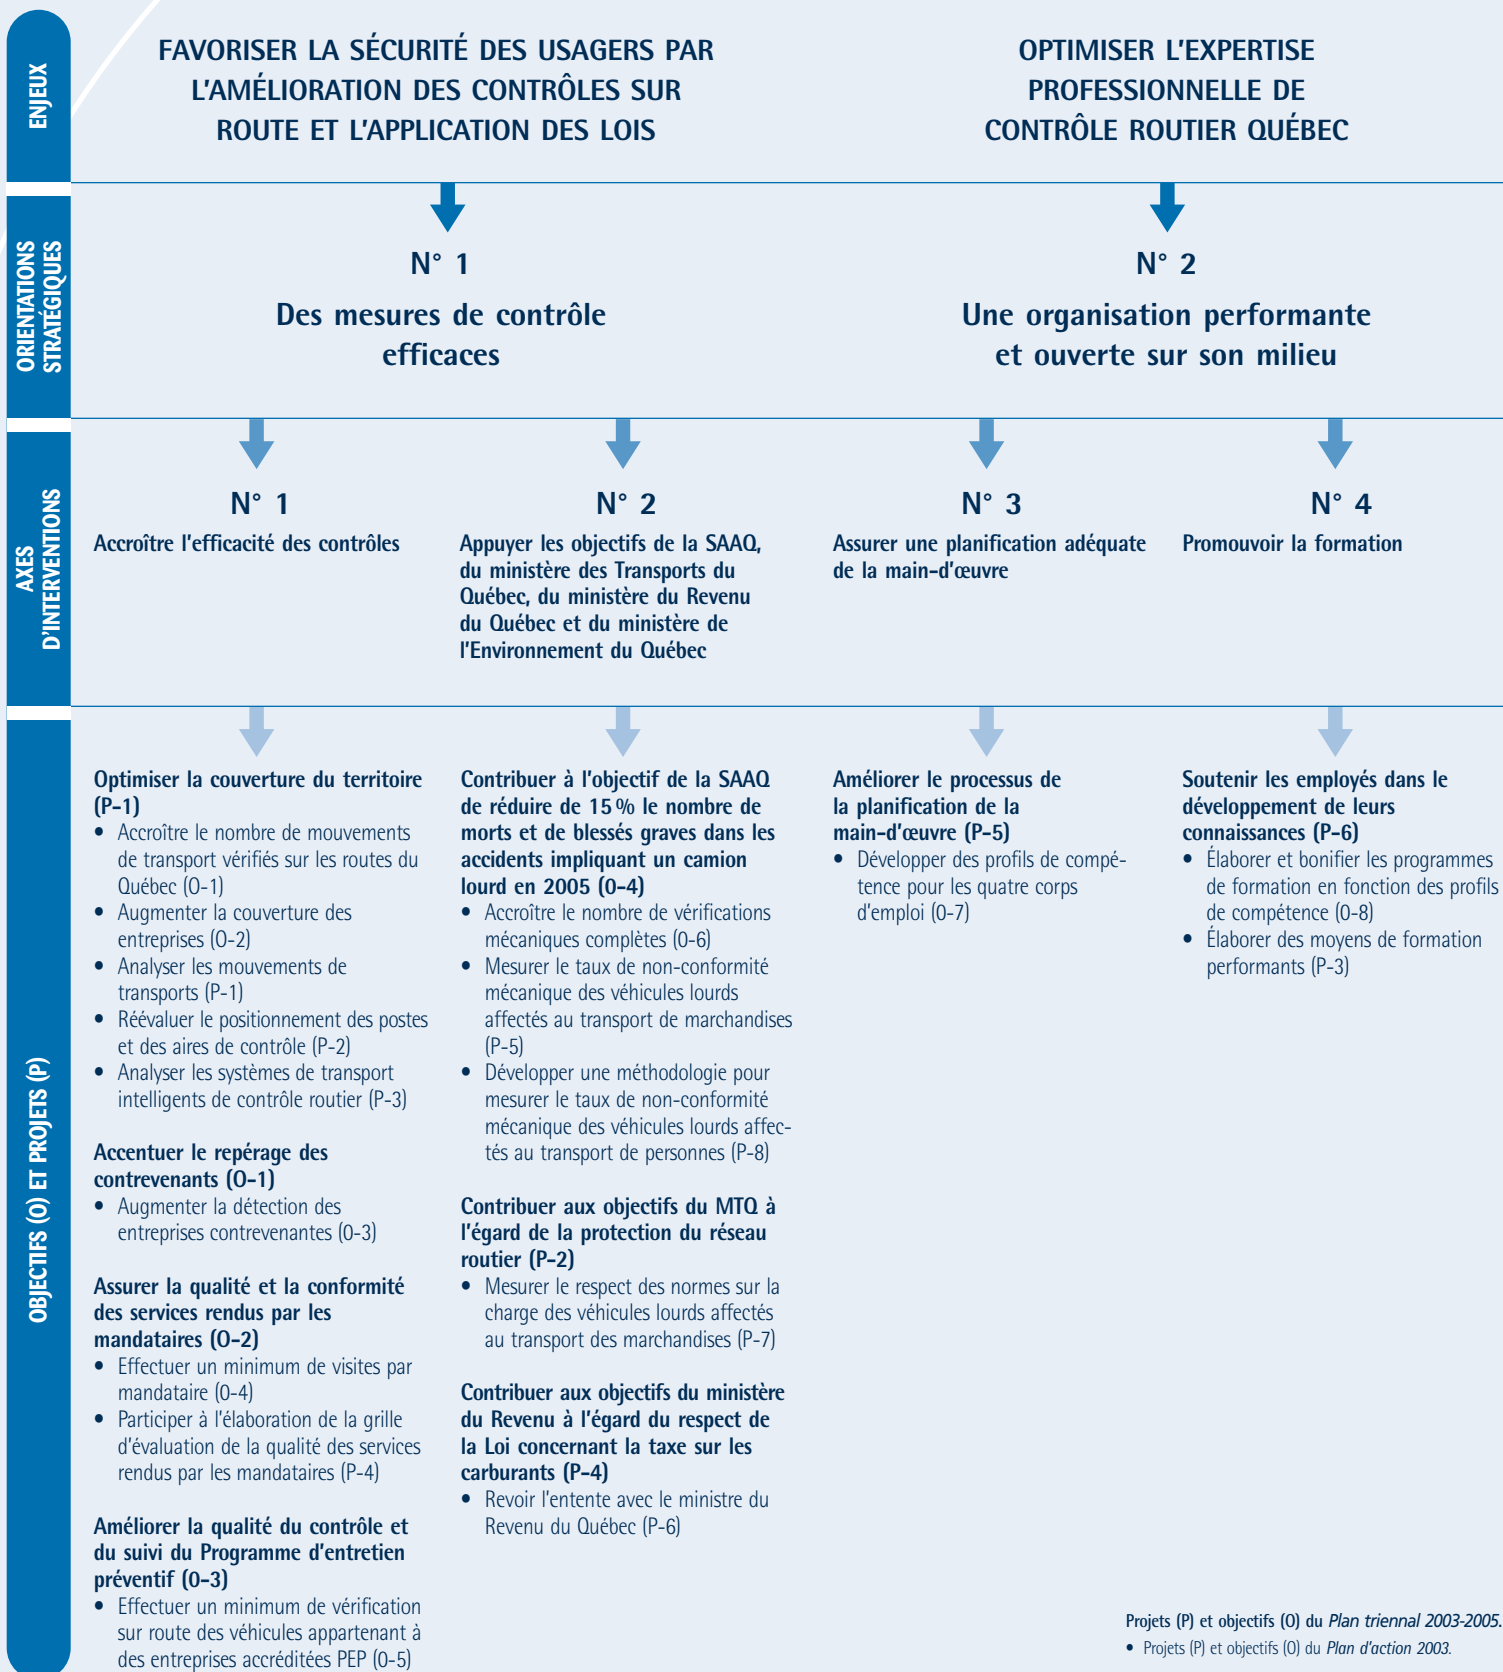 ENJEUX
FAVORISER LA SÉCURITÉ DES USAGERS PAR
L'AMÉLIORATION DES CONTRÔLES SUR
ROUTE ET L'APPLICATION DES LOIS
OPTIMISER L'EXPERTISE
PROFESSIONNELLE DE
CONTRÔLE ROUTIER QUÉBEC
ORIENTATIONS
STRATÉGIQUES
N° 1
Des mesures de contrôle
efficaces
N° 2
Une organisation performante
et ouverte sur son milieu
AXES
D'INTERVENTIONS
N° 1
Accroître l'efficacité des contrôles
N° 2
Appuyer les objectifs de la SAAQ,
du ministère des Transports du
Québec, du ministère du Revenu
du Québec et du ministère de
l'Environnement du Québec
N° 3
Assurer une planification adéquate
de la main-d'œuvre
N° 4
Promouvoir la formation
OBJECTIFS (O) ET PROJETS (P)
Optimiser la couverture du territoire
(P-1)
• Accroître le nombre de mouvements
de transport vérifiés sur les routes du
Québec (O-1)
• Augmenter la couverture des
entreprises (O-2)
• Analyser les mouvements de
transports (P-1)
• Réévaluer le positionnement des postes
et des aires de contrôle (P-2)
• Analyser les systèmes de transport
intelligents de contrôle routier (P-3)
Accentuer le repérage des
contrevenants (O-1)
• Augmenter la détection des
entreprises contrevenantes (0-3)
Assurer la qualité et la conformité
des services rendus par les
mandataires (O-2)
• Effectuer un minimum de visites par
mandataire (0-4)
• Participer à l'élaboration de la grille
d'évaluation de la qualité des services
rendus par les mandataires (P-4)
Améliorer la qualité du contrôle et
du suivi du Programme d'entretien
préventif (0-3)
• Effectuer un minimum de vérification
sur route des véhicules appartenant à
des entreprises accréditées PEP (0-5)
Contribuer à l'objectif de la SAAQ
de réduire de 15 % le nombre de
morts et de blessés graves dans les
accidents impliquant un camion
lourd en 2005 (0-4)
• Accroître le nombre de vérifications
mécaniques complètes (0-6)
• Mesurer le taux de non-conformité
mécanique des véhicules lourds
affectés au transport de marchandises
(P-5)
• Développer une méthodologie pour
mesurer le taux de non-conformité
mécanique des véhicules lourds affec-
tés au transport de personnes (P-8)
Contribuer aux objectifs du MTQ à
l'égard de la protection du réseau
routier (P-2)
• Mesurer le respect des normes sur la
charge des véhicules lourds affectés
au transport des marchandises (P-7)
Contribuer aux objectifs du ministère
du Revenu à l'égard du respect de
la Loi concernant la taxe sur les
carburants (P-4)
• Revoir l'entente avec le ministre du
Revenu du Québec (P-6)
Améliorer le processus de
la planification de la
main-d'œuvre (P-5)
• Développer des profils de compé-
tence pour les quatre corps
d'emploi (0-7)
Soutenir les employés dans le
développement de leurs
connaissances (P-6)
• Élaborer et bonifier les programmes
de formation en fonction des profils
de compétence (0-8)
• Élaborer des moyens de formation
performants (P-3)
Projets (P) et objectifs (O) du Plan triennal 2003-2005.
• Projets (P) et objectifs (O) du Plan d'action 2003.